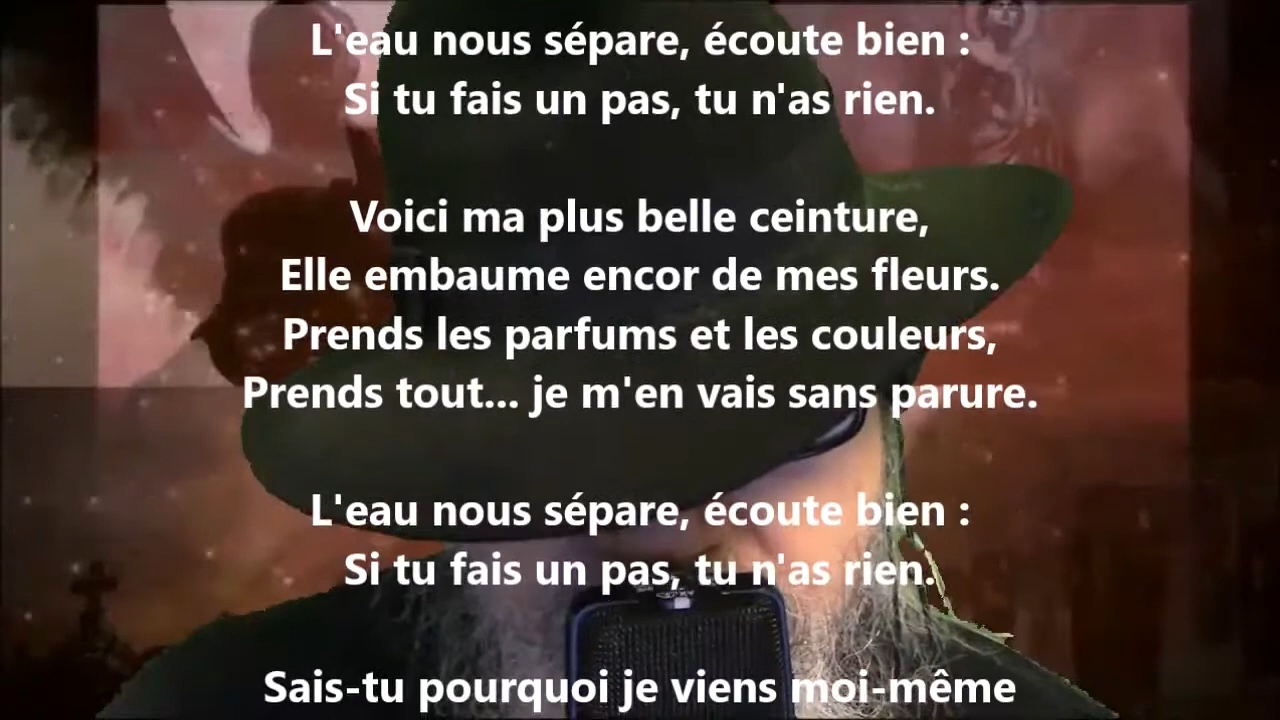 L'eau nous sépare, écoute bien :
Si tu fais un pas, tu n'as rien.
Voici ma plus belle ceinture,
Elle embaume encor de mes fleurs.
Prends les parfums et les couleurs,
Prends tout... je m'en vais sans parure.
L'eau nous sépare, écoute bien :
Si tu fais un pas, tu n'as rien.
Sais-tu pourquoi je viens moi-même